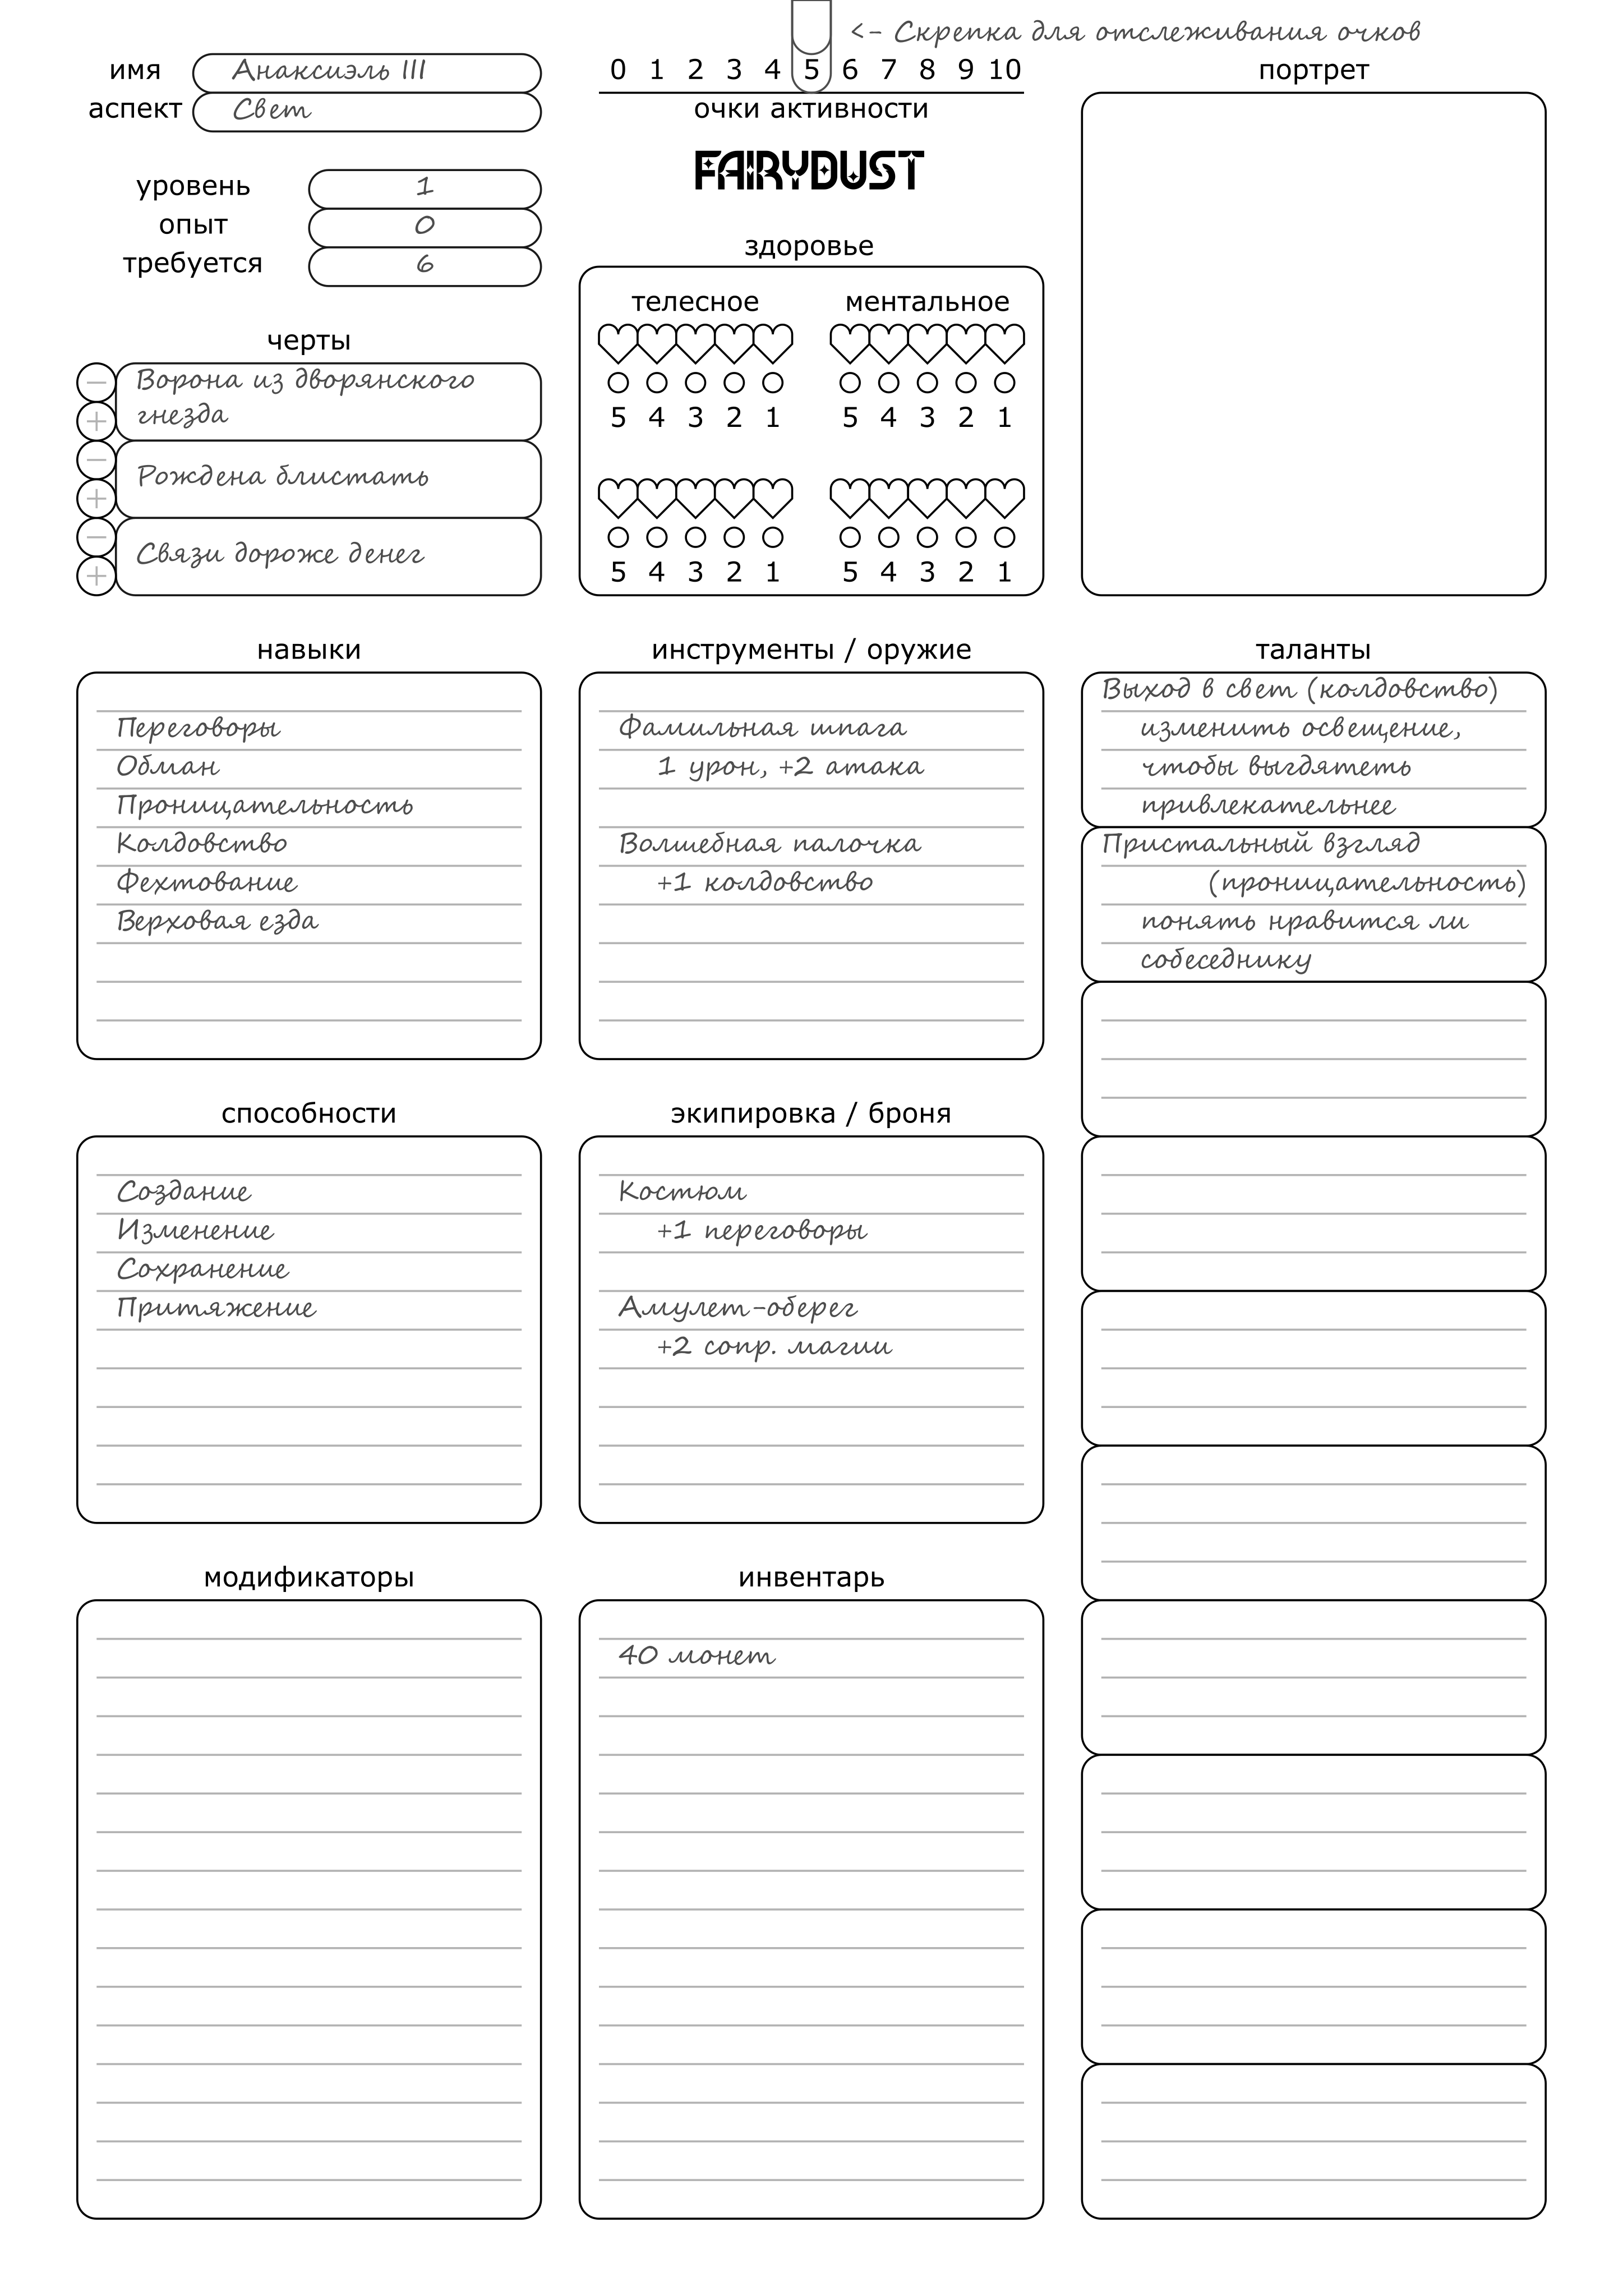 <- Скрепка для отслеживания очков
имя Анаксиэль III
аспект Свет
0 1 2 3 4 5 6 7 8 9 10
очки активности
портрет
FAIRYDUST
уровень 1
опыт 0
требуется 6
здоровье
телесное ментальное
5 4 3 2 1 5 4 3 2 1
5 4 3 2 1 5 4 3 2 1
черты
− Ворона из дворянского
+ гнезда
−
Рождена блистать
+
−
Связи дороже денег
+
навыки
Переговоры
Обман
Проницательность
Колдовство
Фехтование
Верховая езда
инструменты / оружие
Фамильная шпага
1 урон, +2 атака
Волшебная палочка
+1 колдовство
таланты
Выход в свет (колдовство)
изменить освещение,
чтобы выгдятеть
привлекательнее
Пристальный взгляд
(проницательность)
понять нравится ли
собеседнику
способности
Создание
Изменение
Сохранение
Притяжение
экипировка / броня
Костюм
+1 переговоры
Амулет-оберег
+2 сопр. магии
модификаторы
инвентарь
40 монет